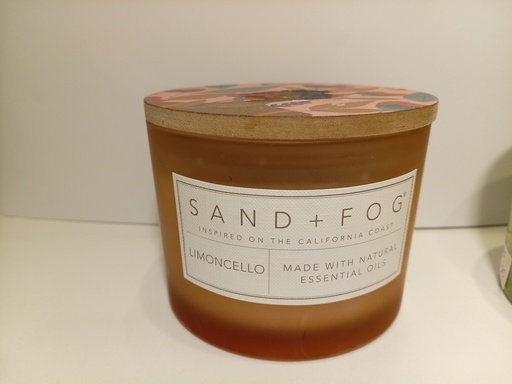 SAND + FOG®
INSPIRED ON THE CALIFORNIA COAST
LIMONCELLO
MADE WITH NATURAL
ESSENTIAL OILS